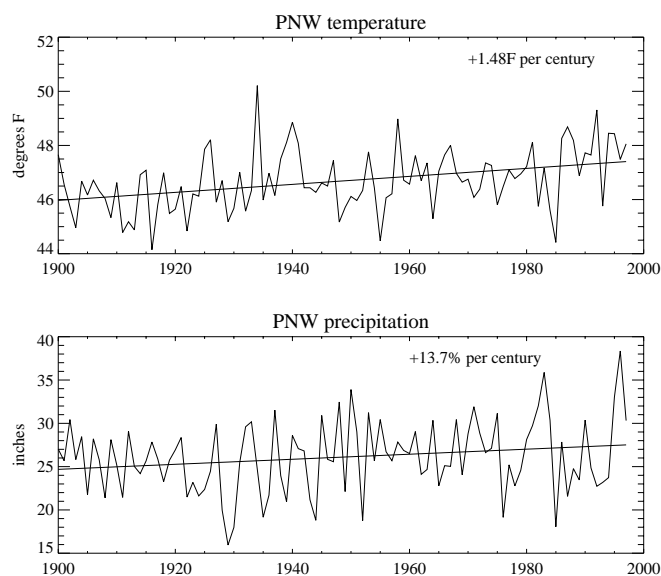 PNW temperature
+1.48F per century
degrees F
52
50
48
46
44
1900 1920 1940 1960 1980 2000
PNW precipitation
+13.7% per century
inches
40
35
30
25
20
15
1900 1920 1940 1960 1980 2000